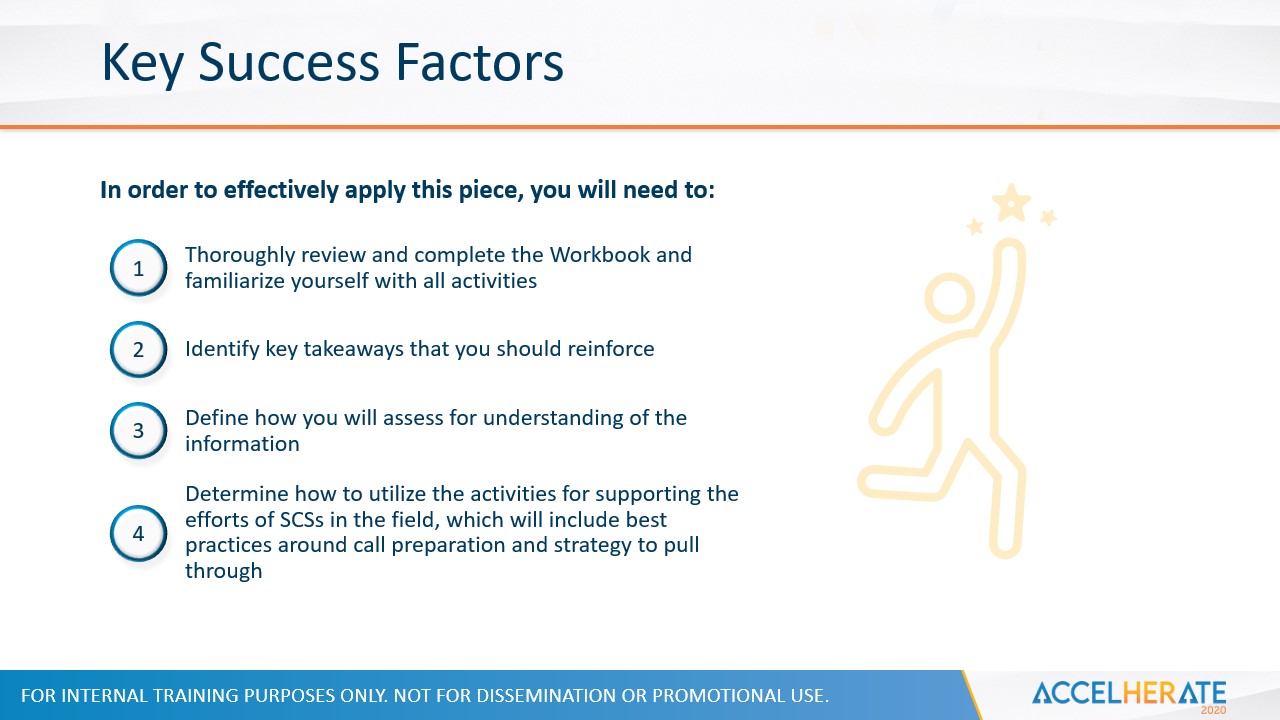 Key Success Factors
In order to effectively apply this piece, you will need to:
1
Thoroughly review and complete the Workbook and
familiarize yourself with all activities
2
Identify key takeaways that you should reinforce
3
Define how you will assess for understanding of the
information
4
Determine how to utilize the activities for supporting the
efforts of SCSs in the field, which will include best
practices around call preparation and strategy to pull
through
FOR INTERNAL TRAINING PURPOSES ONLY. NOT FOR DISSEMINATION OR PROMOTIONAL USE.
ACCELHERATE
2020